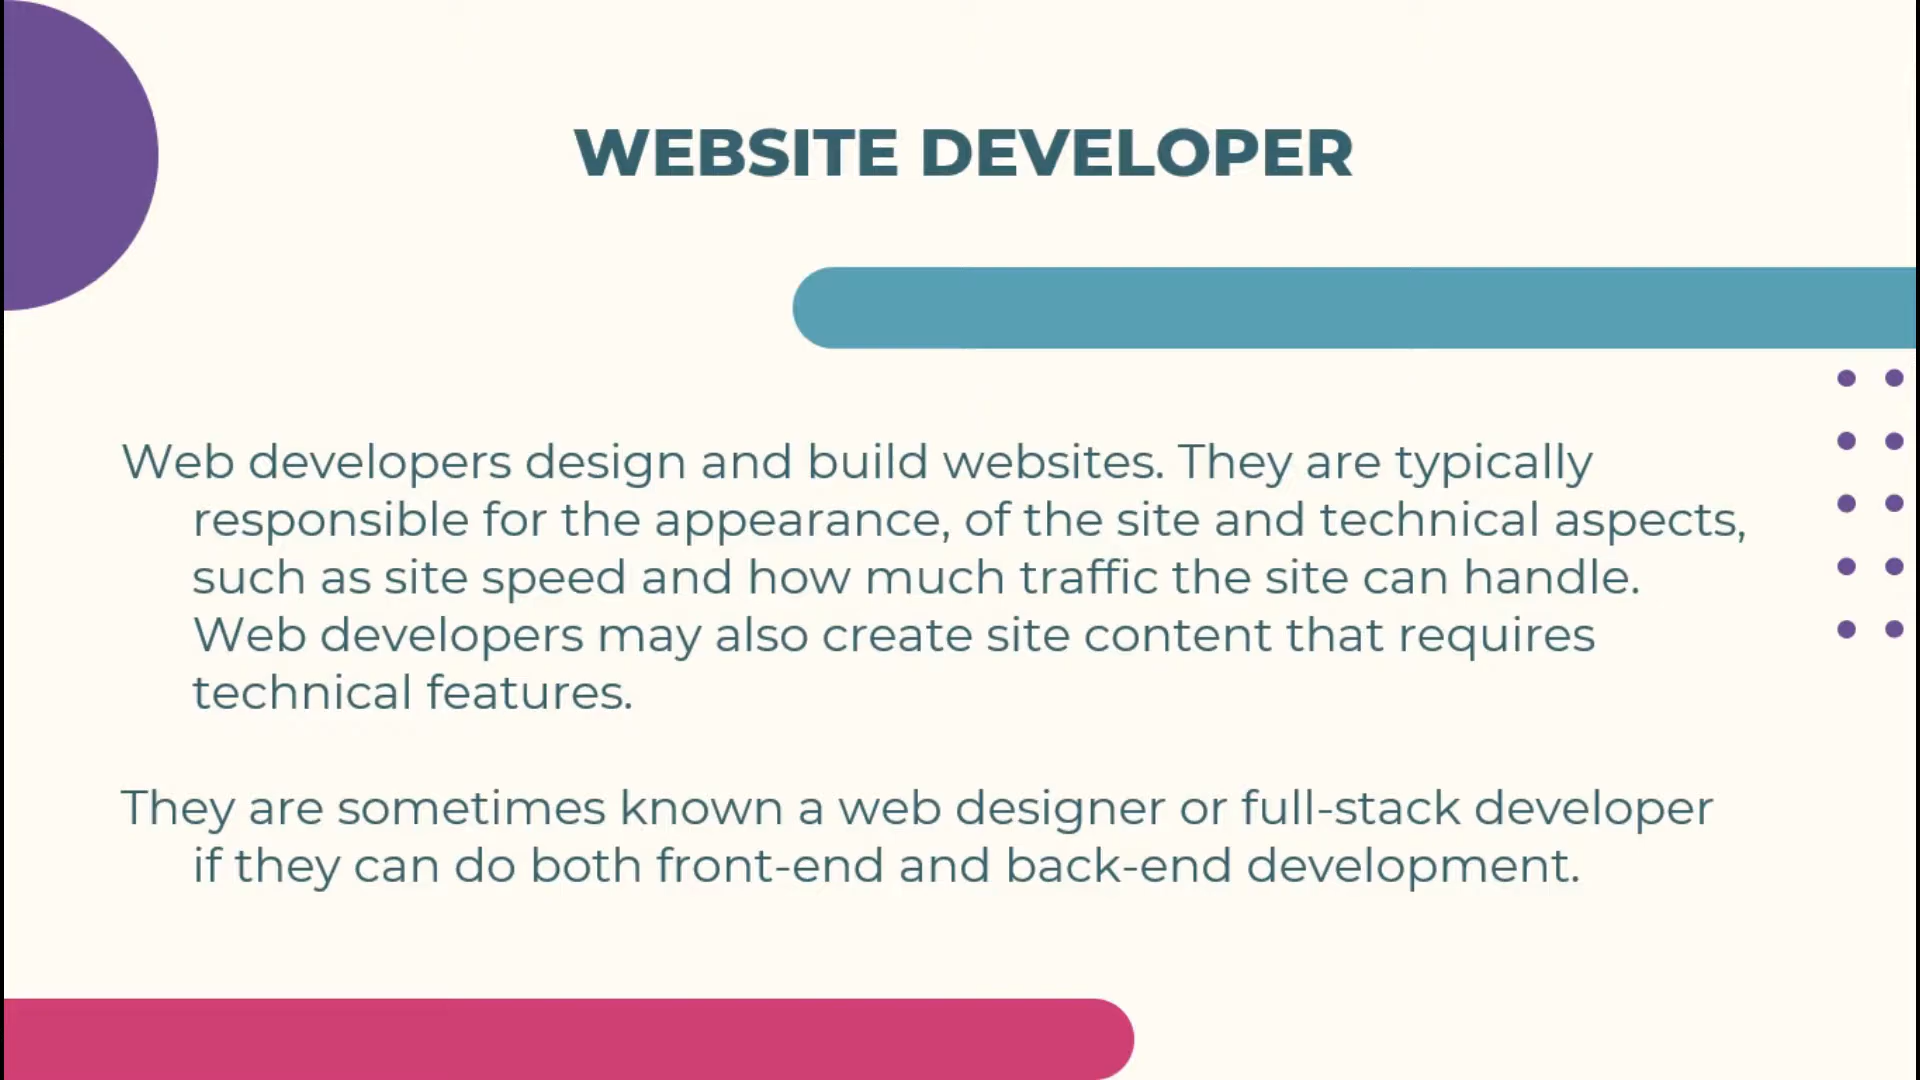 WEBSITE DEVELOPER
Web developers design and build websites. They are typically
responsible for the appearance, of the site and technical aspects,
such as site speed and how much traffic the site can handle.
Web developers may also create site content that requires
technical features.
They are sometimes known a web designer or full-stack developer
if they can do both front-end and back-end development.